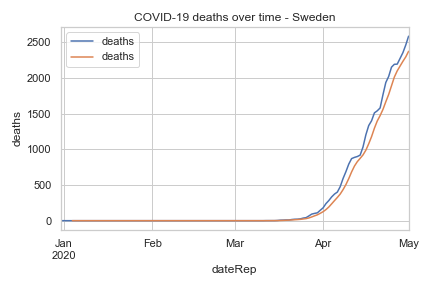 COVID-19 deaths over time - Sweden
deaths
deaths
2500
2000
1500
1000
500
0
deaths
Jan
2020
Feb
Mar
Apr
May
dateRep